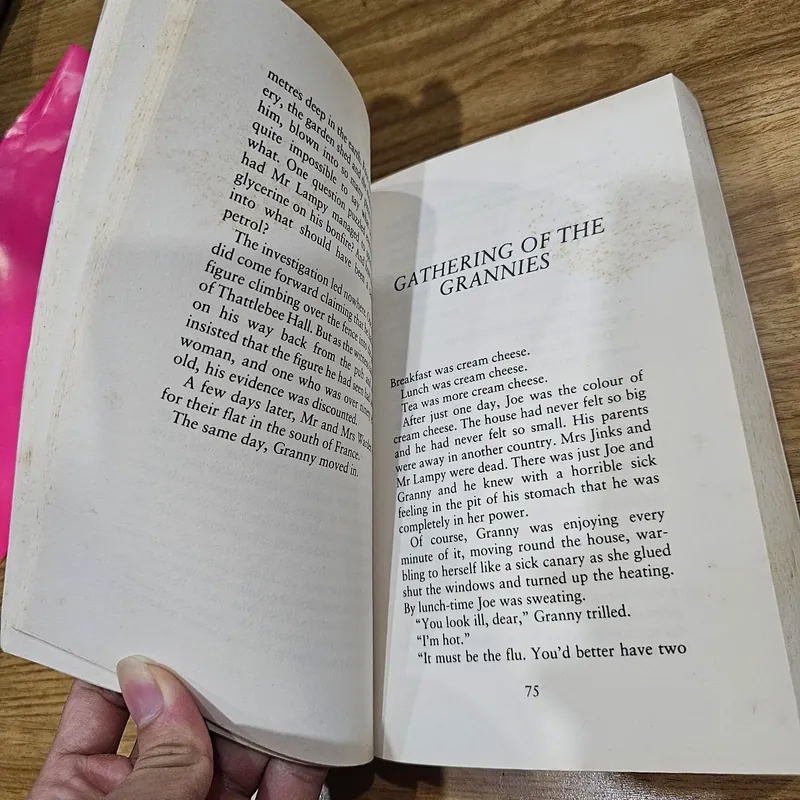 metres deep in the earth.
ery, the garden shed and
him, blown into so many
quite impossible to say
what. One question puzzled
had Mr Lampy managed to
glycerine on his bonfire? And
into what should have been a
petrol?
The investigation led nowhere.
did come forward claiming that he
figure climbing over the fence into
of Thattlebee Hall. But as the witness
on his way back from the pub and
insisted that the figure he had seen
woman, and one who was over ninety
old, his evidence was discounted.
A few days later, Mr and Mrs Warden
for their flat in the south of France.
The same day, Granny moved in.
GATHERING OF THE
GRANNIES
Breakfast was cream cheese.
Lunch was cream cheese.
Tea was more cream cheese.
After just one day, Joe was the colour of
cream cheese. The house had never felt so big
and he had never felt so small. His parents
were away in another country. Mrs Jinks and
Mr Lampy were dead. There was just Joe and
Granny and he knew with a horrible sick
feeling in the pit of his stomach that he was
completely in her power.
Of course, Granny was enjoying every
minute of it, moving round the house, war-
bling to herself like a sick canary as she glued
shut the windows and turned up the heating.
By lunch-time Joe was sweating.
"You look ill, dear," Granny trilled.
"I'm hot."
"It must be the flu. You'd better have two
75